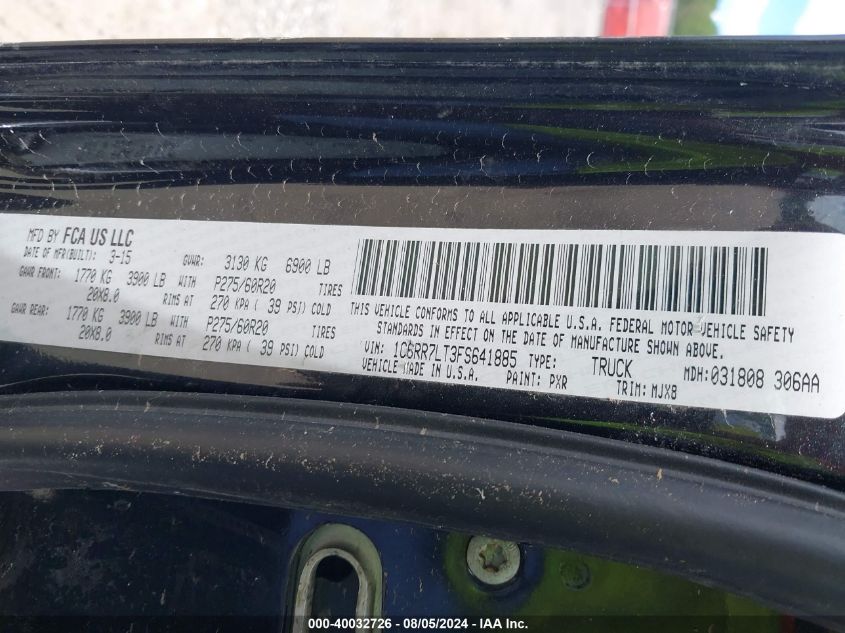 MFD BY FCA US LLC
DATE OF MFR(BUILT): 3-15 GVWR: 3130 KG 6900 LB
GAWR FRONT: 1770 KG 3900 LB WITH P275/60R20 TIRES
20X8.0 RIMS AT 270 KPA ( 39 PSI) COLD
GAWR REAR: 1770 KG 3900 LB WITH P275/60R20 TIRES
20X8.0 RIMS AT 270 KPA ( 39 PSI) COLD
THIS VEHICLE CONFORMS TO ALL APPLICABLE U.S.A. FEDERAL MOTOR VEHICLE SAFETY
STANDARDS IN EFFECT ON THE DATE OF MANUFACTURE SHOWN ABOVE.
VIN: 1C6RR7LT3FS641885 TYPE: TRUCK MDH: 031808 306AA
VEHICLE MADE IN U.S.A. PAINT: PXR TRIM: MJX8
000-40032726 - 08/05/2024 - IAA Inc.